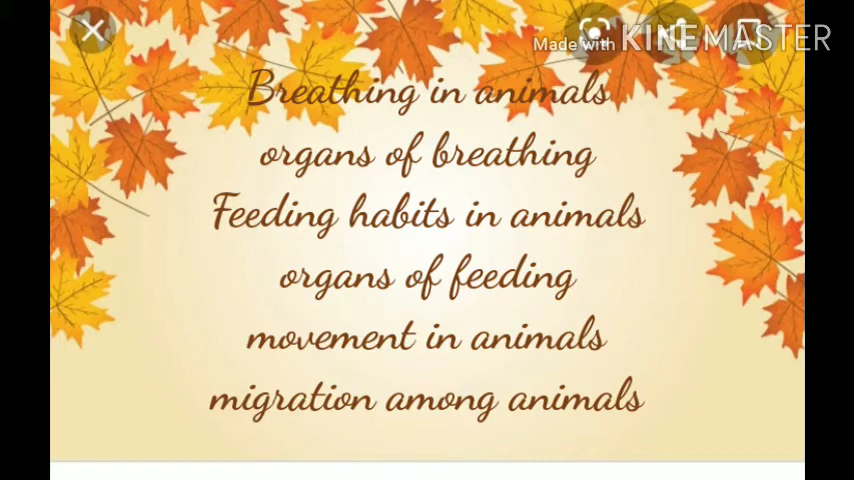 Made with KINEMASTER
Breathing in animals
organs of breathing
Feeding habits in animals
organs of feeding
movement in animals
migration among animals